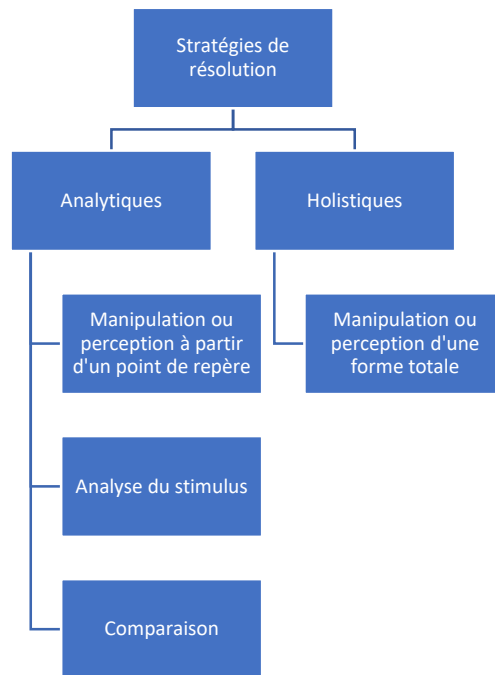 Stratégies de
résolution
Analytiques
Holistiques
Manipulation ou
perception à partir
d'un point de repère
Manipulation ou
perception d'une
forme totale
Analyse du stimulus
Comparaison